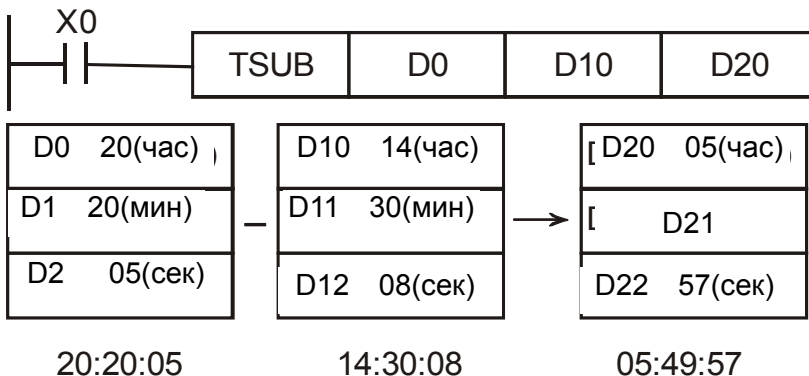 X0
TSUB D0 D10 D20
D0 20(час) ) D10 14(час) [ D20 05(час)
D1 20(мин) – D11 30(мин) → [ D21
D2 05(сек) D12 08(сек) D22 57(сек)
20:20:05 14:30:08 05:49:57